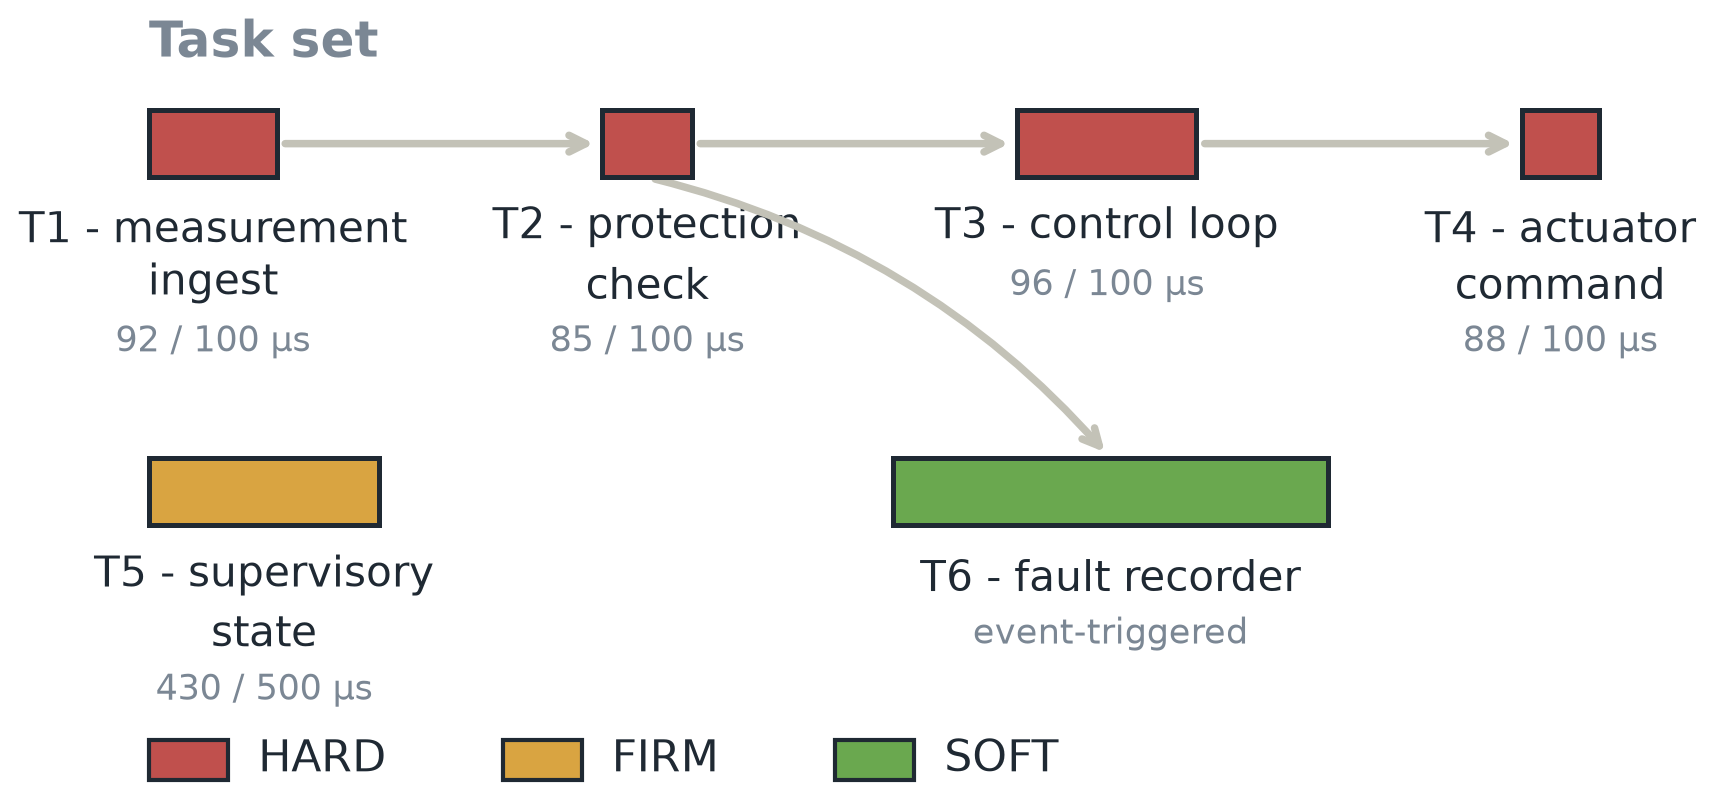 Task set
T1 - measurement
ingest
92 / 100 µs
T2 - protection
check
85 / 100 µs
T3 - control loop
96 / 100 µs
T4 - actuator
command
88 / 100 µs
T5 - supervisory
state
430 / 500 µs
T6 - fault recorder
event-triggered
HARD
FIRM
SOFT